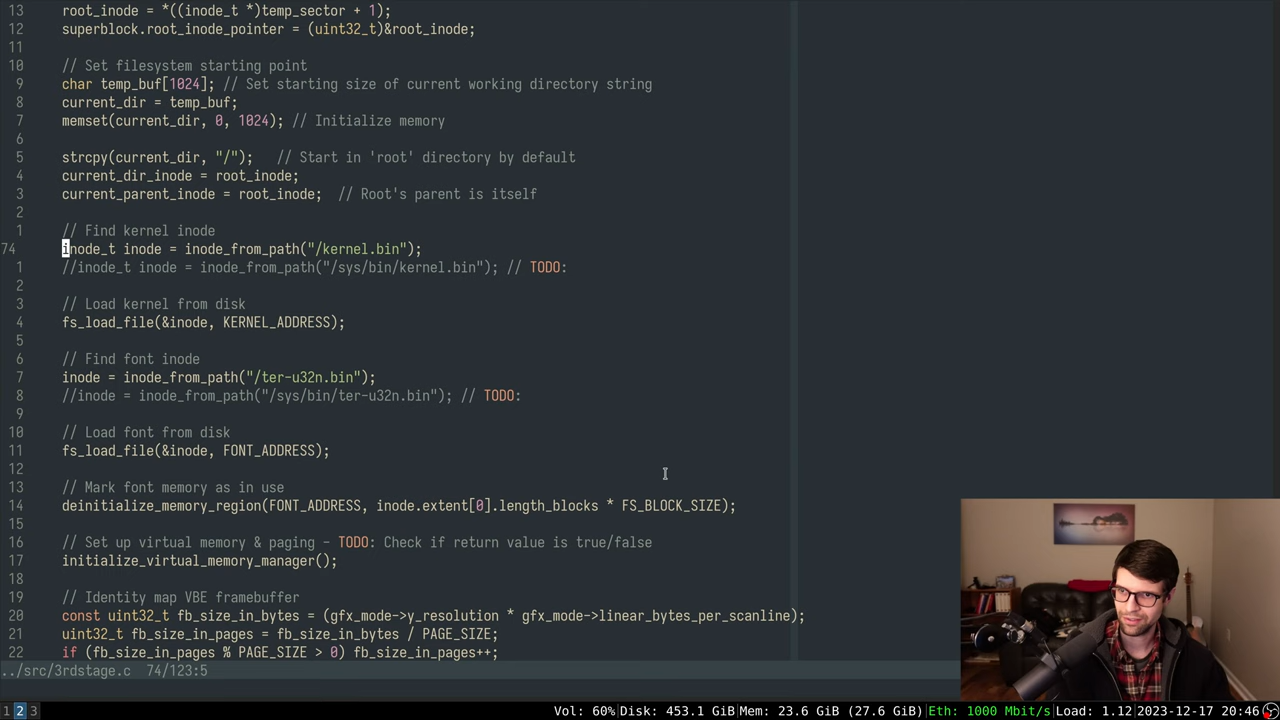 13 root_inode = *((inode_t *)temp_sector + 1);
12 superblock.root_inode_pointer = (uint32_t)&root_inode;
11
10 // Set filesystem starting point
9 char temp_buf[1024]; // Set starting size of current working directory string
8 current_dir = temp_buf;
7 memset(current_dir, 0, 1024); // Initialize memory
6
5 strcpy(current_dir, "/");   // Start in 'root' directory by default
4 current_dir_inode = root_inode;
3 current_parent_inode = root_inode;  // Root's parent is itself
2
1 // Find kernel inode
74 inode_t inode = inode_from_path("/kernel.bin");
1 //inode_t inode = inode_from_path("/sys/bin/kernel.bin"); // TODO:
2
3 // Load kernel from disk
4 fs_load_file(&inode, KERNEL_ADDRESS);
5
6 // Find font inode
7 inode = inode_from_path("/ter-u32n.bin");
8 //inode = inode_from_path("/sys/bin/ter-u32n.bin"); // TODO:
9
10 // Load font from disk
11 fs_load_file(&inode, FONT_ADDRESS);
12
13 // Mark font memory as in use
14 deinitialize_memory_region(FONT_ADDRESS, inode.extent[0].length_blocks * FS_BLOCK_SIZE);
15
16 // Set up virtual memory & paging - TODO: Check if return value is true/false
17 initialize_virtual_memory_manager();
18
19 // Identity map VBE framebuffer
20 const uint32_t fb_size_in_bytes = (gfx_mode->y_resolution * gfx_mode->linear_bytes_per_scanline);
21 uint32_t fb_size_in_pages = fb_size_in_bytes / PAGE_SIZE;
22 if (fb_size_in_pages % PAGE_SIZE > 0) fb_size_in_pages++;
../src/3rdstage.c  74/123:5
1 2 3 Vol: 60%|Disk: 453.1 GiB|Mem: 23.6 GiB (27.6 GiB)|Eth: 1000 Mbit/s|Load: 1.12|2023-12-17 20:46